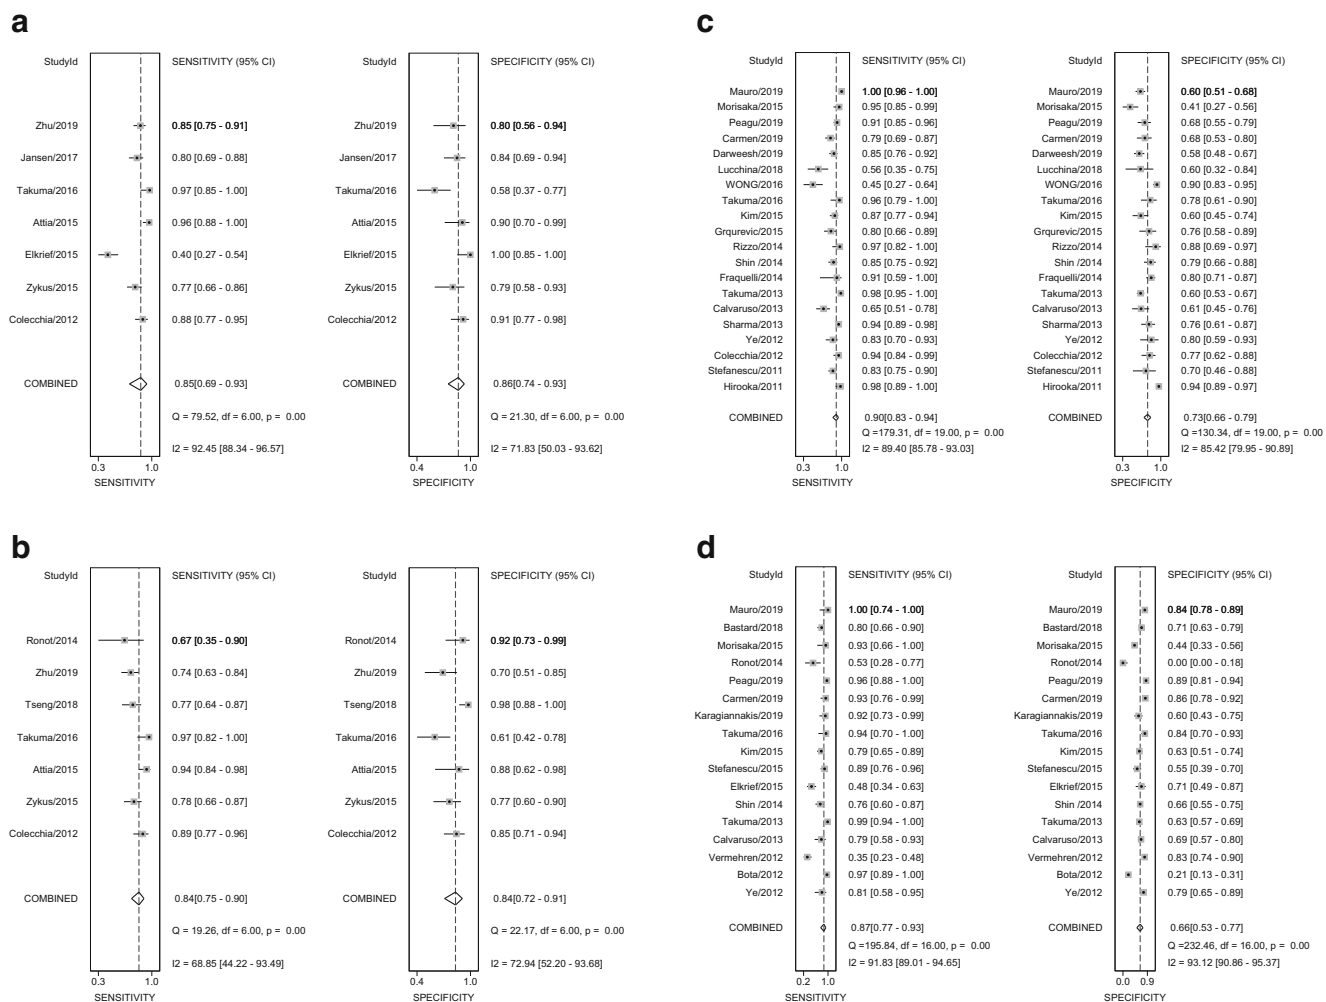 a
StudyId SENSITIVITY (95% CI)
Zhu/2019 0.85 [0.75 - 0.91]
Jansen/2017 0.80 [0.69 - 0.88]
Takuma/2016 0.97 [0.85 - 1.00]
Attia/2015 0.96 [0.88 - 1.00]
Elkrief/2015 0.40 [0.27 - 0.54]
Zykus/2015 0.77 [0.66 - 0.86]
Colecchia/2012 0.88 [0.77 - 0.95]
COMBINED 0.85[0.69 - 0.93]
Q = 79.52, df = 6.00, p = 0.00
I2 = 92.45 [88.34 - 96.57]
0.3 1.0
SENSITIVITY
StudyId SPECIFICITY (95% CI)
Zhu/2019 0.80 [0.56 - 0.94]
Jansen/2017 0.84 [0.69 - 0.94]
Takuma/2016 0.58 [0.37 - 0.77]
Attia/2015 0.90 [0.70 - 0.99]
Elkrief/2015 1.00 [0.85 - 1.00]
Zykus/2015 0.79 [0.58 - 0.93]
Colecchia/2012 0.91 [0.77 - 0.98]
COMBINED 0.86[0.74 - 0.93]
Q = 21.30, df = 6.00, p = 0.00
I2 = 71.83 [50.03 - 93.62]
0.4 1.0
SPECIFICITY
b
StudyId SENSITIVITY (95% CI)
Ronot/2014 0.67 [0.35 - 0.90]
Zhu/2019 0.74 [0.63 - 0.84]
Tseng/2018 0.77 [0.64 - 0.87]
Takuma/2016 0.97 [0.82 - 1.00]
Attia/2015 0.94 [0.84 - 0.98]
Zykus/2015 0.78 [0.66 - 0.87]
Colecchia/2012 0.89 [0.77 - 0.96]
COMBINED 0.84[0.75 - 0.90]
Q = 19.26, df = 6.00, p = 0.00
I2 = 68.85 [44.22 - 93.49]
0.3 1.0
SENSITIVITY
StudyId SPECIFICITY (95% CI)
Ronot/2014 0.92 [0.73 - 0.99]
Zhu/2019 0.70 [0.51 - 0.85]
Tseng/2018 0.98 [0.88 - 1.00]
Takuma/2016 0.61 [0.42 - 0.78]
Attia/2015 0.88 [0.62 - 0.98]
Zykus/2015 0.77 [0.60 - 0.90]
Colecchia/2012 0.85 [0.71 - 0.94]
COMBINED 0.84[0.72 - 0.91]
Q = 22.17, df = 6.00, p = 0.00
I2 = 72.94 [52.20 - 93.68]
0.4 1.0
SPECIFICITY
c
StudyId SENSITIVITY (95% CI)
Mauro/2019 1.00 [0.96 - 1.00]
Morisaka/2015 0.95 [0.85 - 0.99]
Peagu/2019 0.91 [0.85 - 0.96]
Carmen/2019 0.79 [0.69 - 0.87]
Darweesh/2019 0.85 [0.76 - 0.92]
Lucchina/2018 0.56 [0.35 - 0.75]
WONG/2016 0.45 [0.27 - 0.64]
Takuma/2016 0.96 [0.79 - 1.00]
Kim/2015 0.87 [0.77 - 0.94]
Grqurevic/2015 0.80 [0.66 - 0.89]
Rizzo/2014 0.97 [0.82 - 1.00]
Shin /2014 0.85 [0.75 - 0.92]
Fraquelli/2014 0.91 [0.59 - 1.00]
Takuma/2013 0.98 [0.95 - 1.00]
Calvaruso/2013 0.65 [0.51 - 0.78]
Sharma/2013 0.94 [0.89 - 0.98]
Ye/2012 0.83 [0.70 - 0.93]
Colecchia/2012 0.94 [0.84 - 0.99]
Stefanescu/2011 0.83 [0.75 - 0.90]
Hirooka/2011 0.98 [0.89 - 1.00]
COMBINED 0.90[0.83 - 0.94]
Q =179.31, df = 19.00, p = 0.00
I2 = 89.40 [85.78 - 93.03]
0.3 1.0
SENSITIVITY
StudyId SPECIFICITY (95% CI)
Mauro/2019 0.60 [0.51 - 0.68]
Morisaka/2015 0.41 [0.27 - 0.56]
Peagu/2019 0.68 [0.55 - 0.79]
Carmen/2019 0.68 [0.53 - 0.80]
Darweesh/2019 0.58 [0.48 - 0.67]
Lucchina/2018 0.60 [0.32 - 0.84]
WONG/2016 0.90 [0.83 - 0.95]
Takuma/2016 0.78 [0.61 - 0.90]
Kim/2015 0.60 [0.45 - 0.74]
Grqurevic/2015 0.76 [0.58 - 0.89]
Rizzo/2014 0.88 [0.69 - 0.97]
Shin /2014 0.79 [0.66 - 0.88]
Fraquelli/2014 0.80 [0.71 - 0.87]
Takuma/2013 0.60 [0.53 - 0.67]
Calvaruso/2013 0.61 [0.45 - 0.76]
Sharma/2013 0.76 [0.61 - 0.87]
Ye/2012 0.80 [0.59 - 0.93]
Colecchia/2012 0.77 [0.62 - 0.88]
Stefanescu/2011 0.70 [0.46 - 0.88]
Hirooka/2011 0.94 [0.89 - 0.97]
COMBINED 0.73[0.66 - 0.79]
Q =130.34, df = 19.00, p = 0.00
I2 = 85.42 [79.95 - 90.89]
0.3 1.0
SPECIFICITY
d
StudyId SENSITIVITY (95% CI)
Mauro/2019 1.00 [0.74 - 1.00]
Bastard/2018 0.80 [0.66 - 0.90]
Morisaka/2015 0.93 [0.66 - 1.00]
Ronot/2014 0.53 [0.28 - 0.77]
Peagu/2019 0.96 [0.88 - 1.00]
Carmen/2019 0.93 [0.76 - 0.99]
Karagiannakis/2019 0.92 [0.73 - 0.99]
Takuma/2016 0.94 [0.70 - 1.00]
Kim/2015 0.79 [0.65 - 0.89]
Stefanescu/2015 0.89 [0.76 - 0.96]
Elkrief/2015 0.48 [0.34 - 0.63]
Shin /2014 0.76 [0.60 - 0.87]
Takuma/2013 0.99 [0.94 - 1.00]
Calvaruso/2013 0.79 [0.58 - 0.93]
Vermehren/2012 0.35 [0.23 - 0.48]
Bota/2012 0.97 [0.89 - 1.00]
Ye/2012 0.81 [0.58 - 0.95]
COMBINED 0.87[0.77 - 0.93]
Q =195.84, df = 16.00, p = 0.00
I2 = 91.83 [89.01 - 94.65]
0.2 1.0
SENSITIVITY
StudyId SPECIFICITY (95% CI)
Mauro/2019 0.84 [0.78 - 0.89]
Bastard/2018 0.71 [0.63 - 0.79]
Morisaka/2015 0.44 [0.33 - 0.56]
Ronot/2014 0.00 [0.00 - 0.18]
Peagu/2019 0.89 [0.81 - 0.94]
Carmen/2019 0.86 [0.78 - 0.92]
Karagiannakis/2019 0.60 [0.43 - 0.75]
Takuma/2016 0.84 [0.70 - 0.93]
Kim/2015 0.63 [0.51 - 0.74]
Stefanescu/2015 0.55 [0.39 - 0.70]
Elkrief/2015 0.71 [0.49 - 0.87]
Shin /2014 0.66 [0.55 - 0.75]
Takuma/2013 0.63 [0.57 - 0.69]
Calvaruso/2013 0.69 [0.57 - 0.80]
Vermehren/2012 0.83 [0.74 - 0.90]
Bota/2012 0.21 [0.13 - 0.31]
Ye/2012 0.79 [0.65 - 0.89]
COMBINED 0.66[0.53 - 0.77]
Q =232.46, df = 16.00, p = 0.00
I2 = 93.12 [90.86 - 95.37]
0.0 0.9
SPECIFICITY